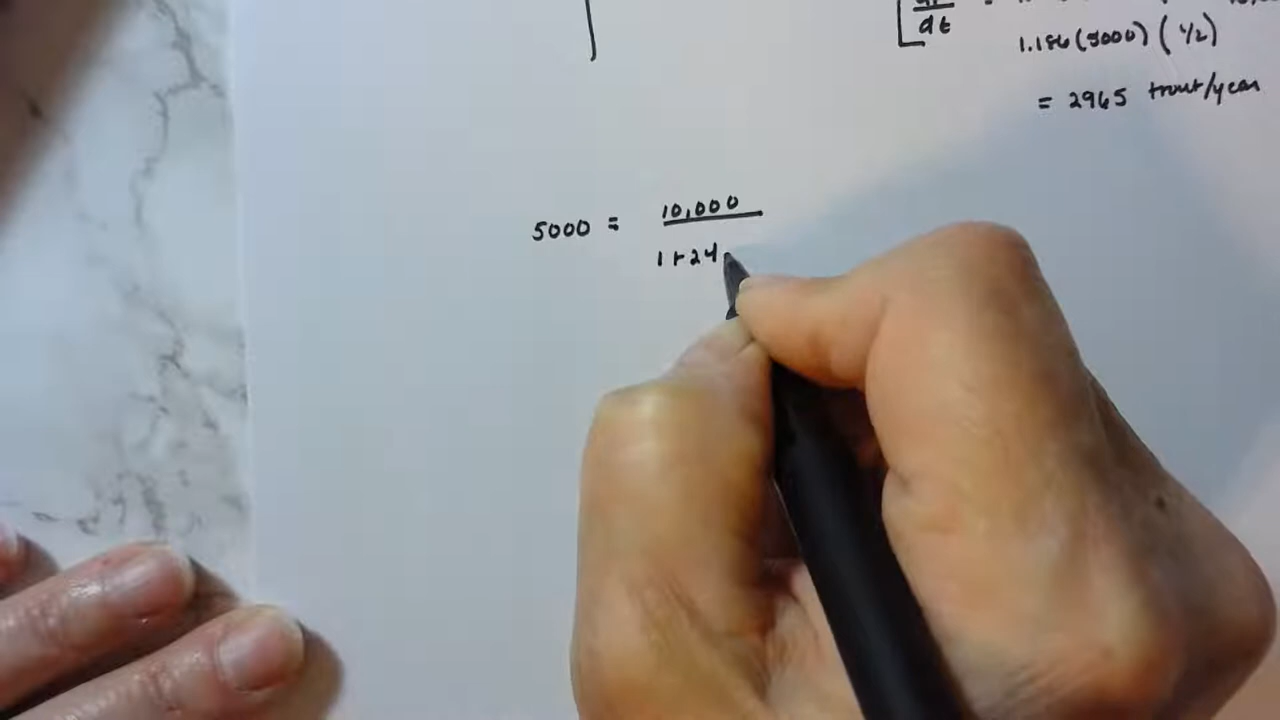 dt
1.186(5000) ( 1/2)
= 2965 trout/year
5000 = 10,000
1+24